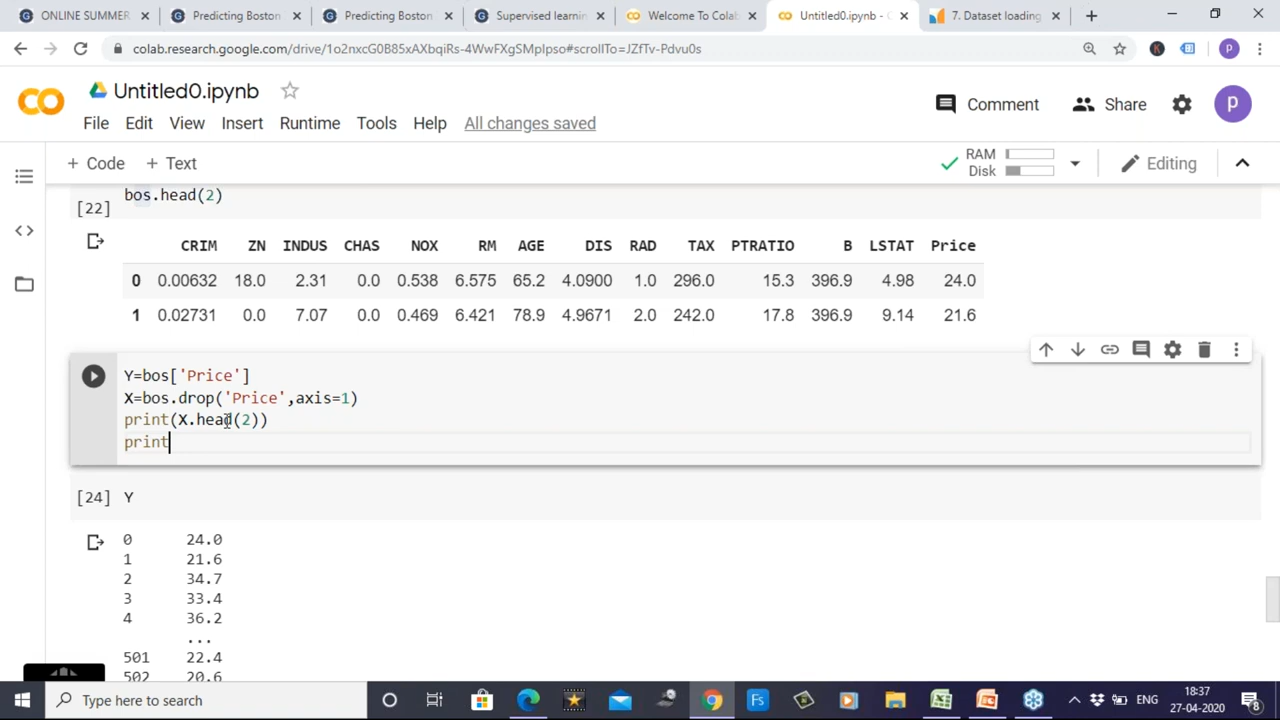 ONLINE SUMMER
Predicting Boston
Predicting Boston
Supervised learnin
Welcome To Colab
Untitled0.ipynb - C
7. Dataset loading
colab.research.google.com/drive/1o2nxcG0B85xAXbqiRs-4WwFXgSMpIpso#scrollTo=JZfTv-Pdvu0s
p
CO
Untitled0.ipynb
Comment
Share
p
File Edit View Insert Runtime Tools Help All changes saved
+ Code + Text
RAM
Disk
Editing
bos.head(2)
[22]
CRIM ZN INDUS CHAS NOX RM AGE DIS RAD TAX PTRATIO B LSTAT Price
0 0.00632 18.0 2.31 0.0 0.538 6.575 65.2 4.0900 1.0 296.0 15.3 396.9 4.98 24.0
1 0.02731 0.0 7.07 0.0 0.469 6.421 78.9 4.9671 2.0 242.0 17.8 396.9 9.14 21.6
Y=bos['Price']
X=bos.drop('Price',axis=1)
print(X.head(2))
print
[24] Y
0 24.0
1 21.6
2 34.7
3 33.4
4 36.2
...
501 22.4
502 20.6
Type here to search
ENG
18:37
27-04-2020
8